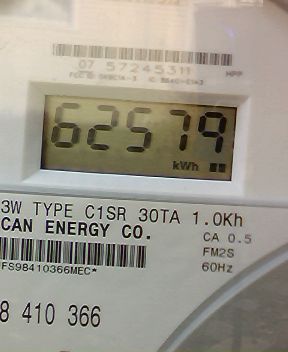 07 57245311 HPP
62579
kWh
3W TYPE C1SR 30TA 1.0Kh
CAN ENERGY CO. CA 0.5
FM2S
FS98410366MEC* 60Hz
8 410 366